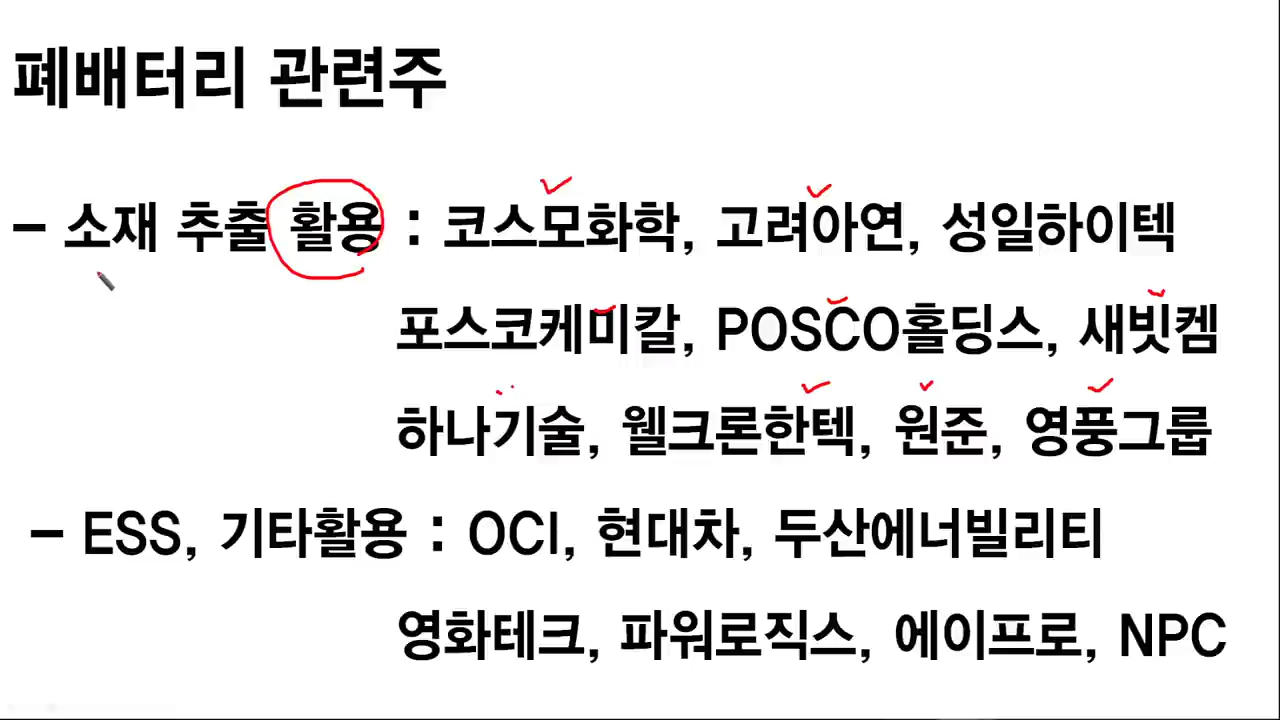 폐배터리 관련주
- 소재 추출 활용 : 코스모화학, 고려아연, 성일하이텍
포스코케미칼, POSCO홀딩스, 새빗켐
하나기술, 웰크론한텍, 원준, 영풍그룹
- ESS, 기타활용 : OCI, 현대차, 두산에너빌리티
영화테크, 파워로직스, 에이프로, NPC